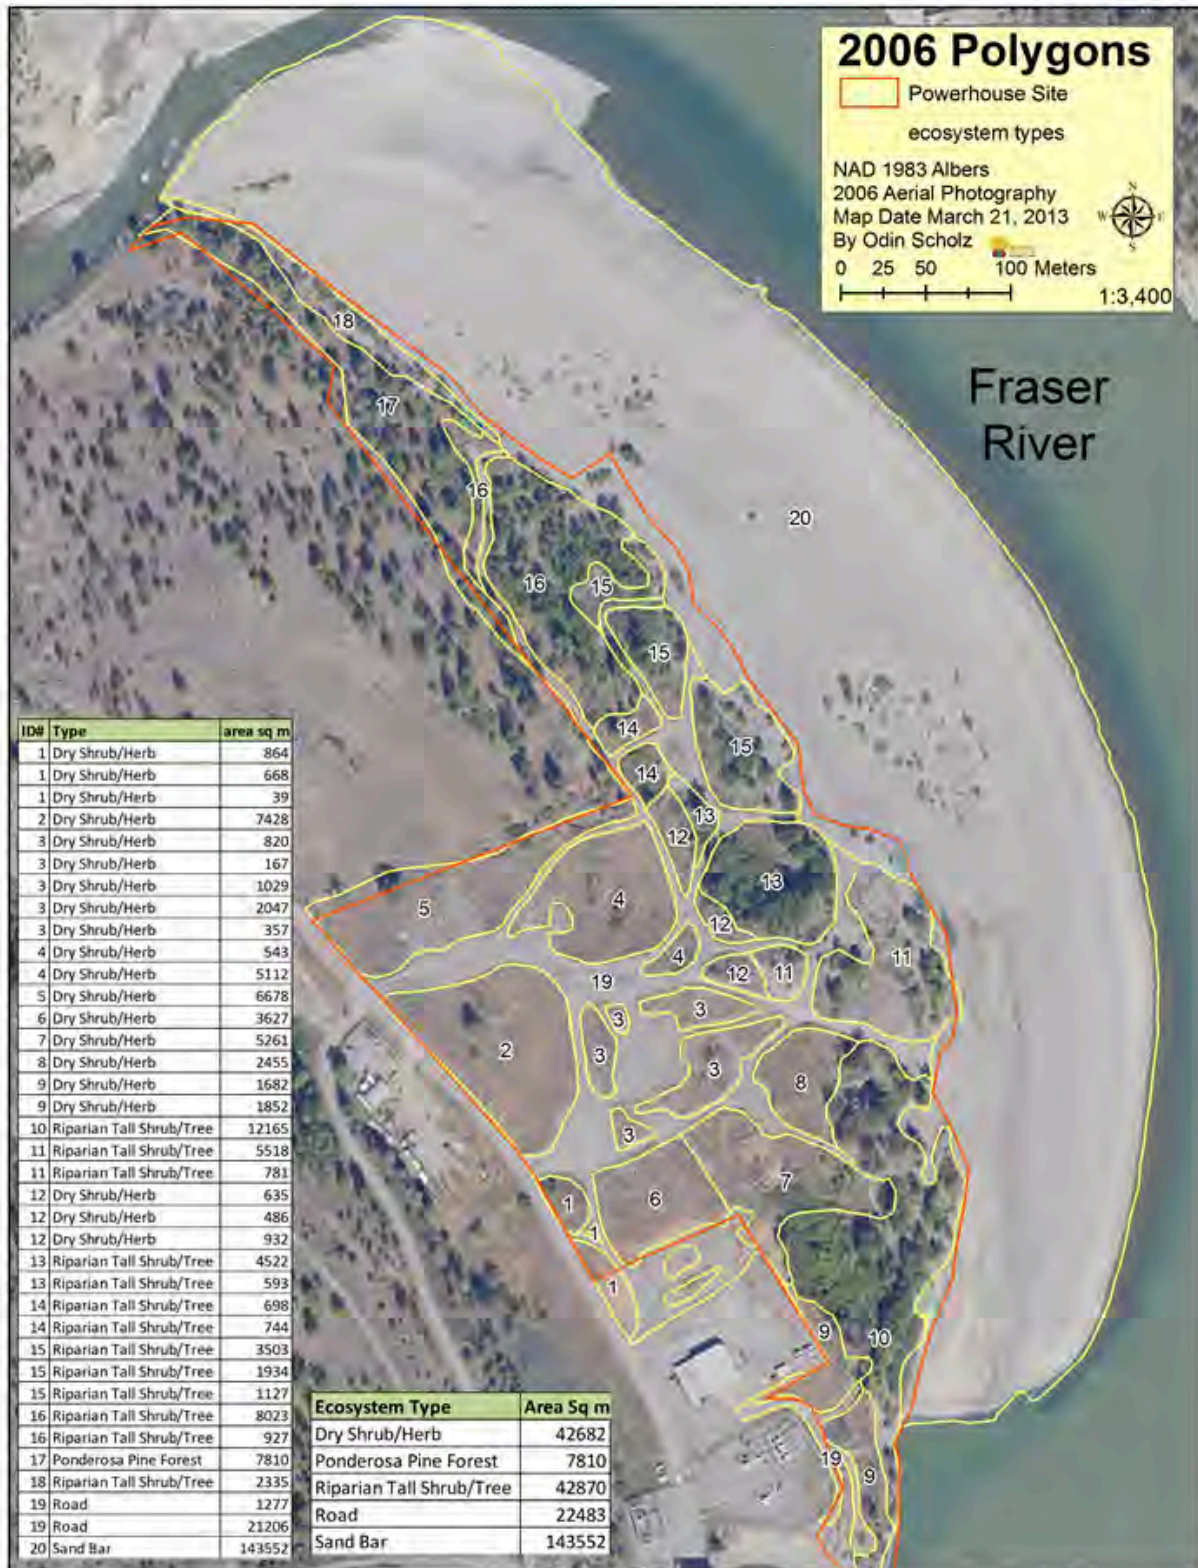 2006 Polygons
Powerhouse Site
ecosystem types
NAD 1983 Albers
2006 Aerial Photography
Map Date March 21, 2013
By Odin Scholz
N
W E
S
0 25 50 100 Meters
1:3,400
Fraser
River
18
17
16
20
16
15
15
14
15
14
13
12
13
4
5
12
11
4
12 11
19
3
3
2
3
3
8
3
7
6
1
1
1
9
10
19
9
ID# Type area sq m
1 Dry Shrub/Herb 864
1 Dry Shrub/Herb 668
1 Dry Shrub/Herb 39
2 Dry Shrub/Herb 7428
3 Dry Shrub/Herb 820
3 Dry Shrub/Herb 167
3 Dry Shrub/Herb 1029
3 Dry Shrub/Herb 2047
3 Dry Shrub/Herb 357
4 Dry Shrub/Herb 543
4 Dry Shrub/Herb 5112
5 Dry Shrub/Herb 6678
6 Dry Shrub/Herb 3627
7 Dry Shrub/Herb 5261
8 Dry Shrub/Herb 2455
9 Dry Shrub/Herb 1682
9 Dry Shrub/Herb 1852
10 Riparian Tall Shrub/Tree 12165
11 Riparian Tall Shrub/Tree 5518
11 Riparian Tall Shrub/Tree 781
12 Dry Shrub/Herb 635
12 Dry Shrub/Herb 486
12 Dry Shrub/Herb 932
13 Riparian Tall Shrub/Tree 4522
13 Riparian Tall Shrub/Tree 593
14 Riparian Tall Shrub/Tree 698
14 Riparian Tall Shrub/Tree 744
15 Riparian Tall Shrub/Tree 3503
15 Riparian Tall Shrub/Tree 1934
15 Riparian Tall Shrub/Tree 1127
16 Riparian Tall Shrub/Tree 8023
16 Riparian Tall Shrub/Tree 927
17 Ponderosa Pine Forest 7810
18 Riparian Tall Shrub/Tree 2335
19 Road 1277
19 Road 21206
20 Sand Bar 143552
Ecosystem Type Area Sq m
Dry Shrub/Herb 42682
Ponderosa Pine Forest 7810
Riparian Tall Shrub/Tree 42870
Road 22483
Sand Bar 143552